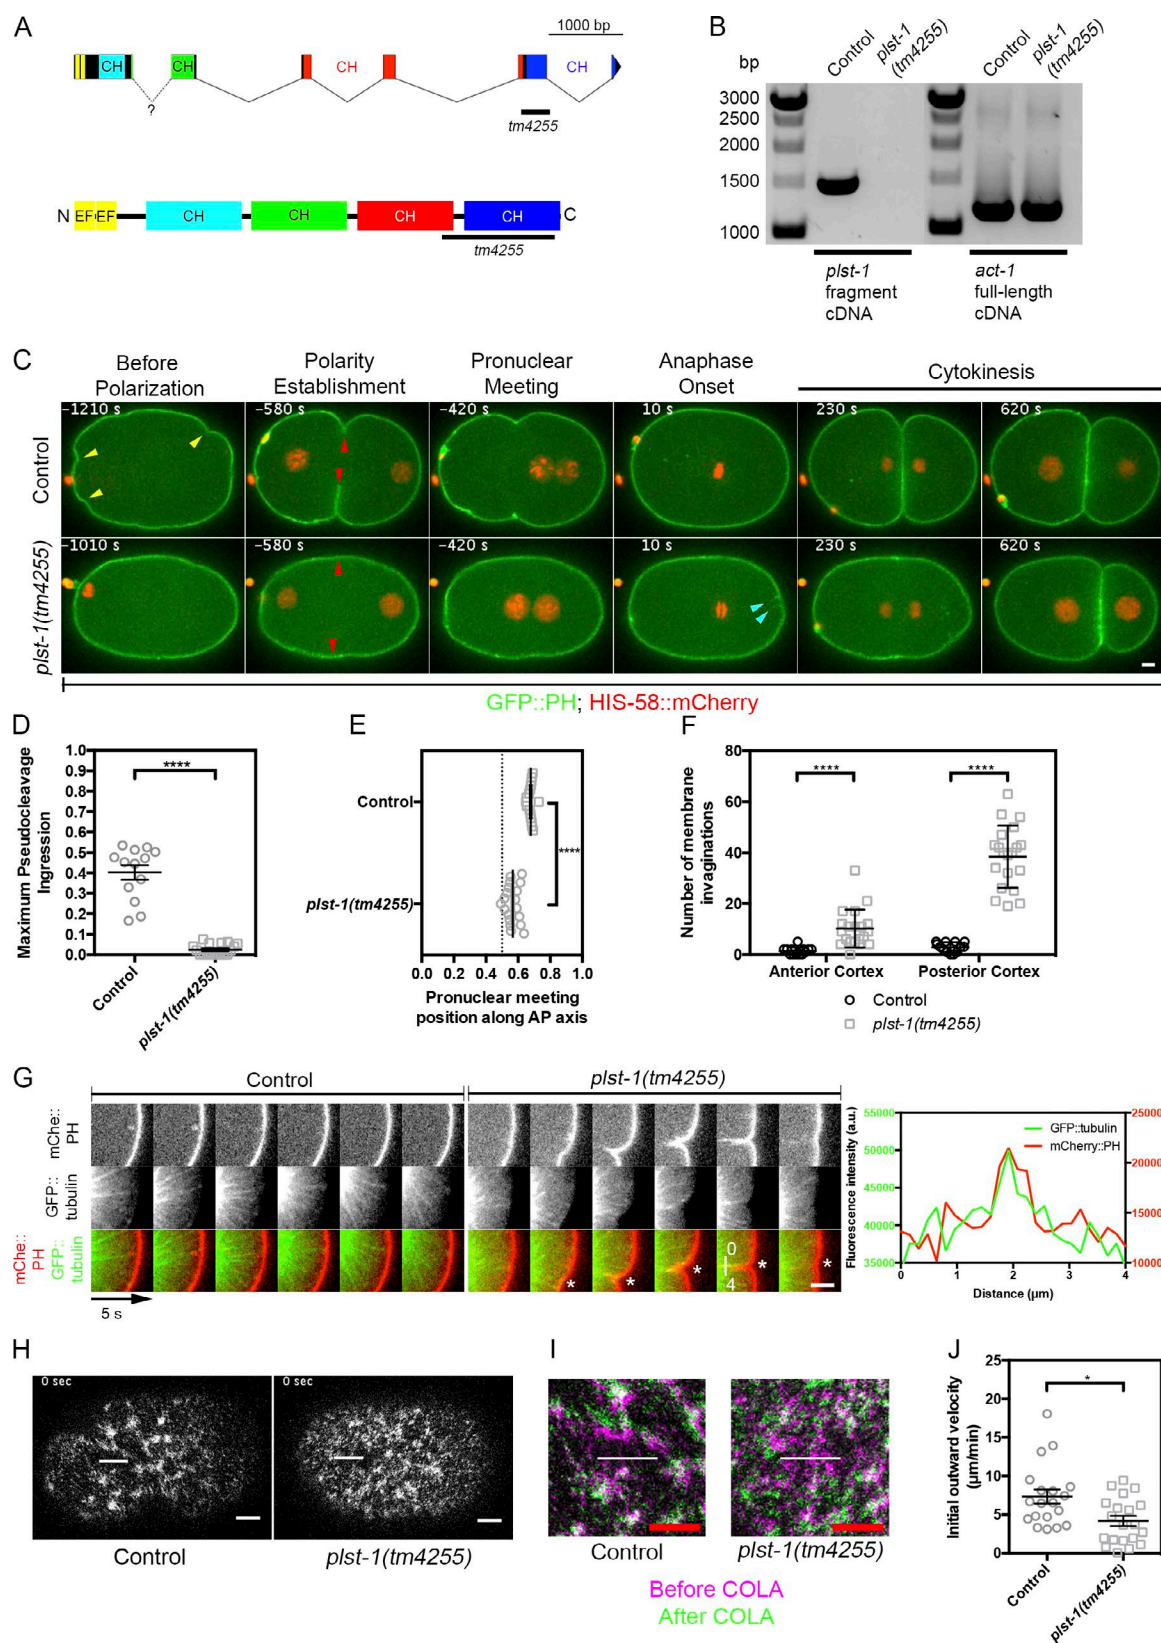 A
1000 bp
CH
CH
CH
CH
?
tm4255
N
EF
EF
CH
CH
CH
CH
C
tm4255
B
bp
Control
plst-1
(tm4255)
Control
plst-1
(tm4255)
3000
2500
2000
1500
1000
plst-1
fragment
cDNA
act-1
full-length
cDNA
C
Before
Polarization
Polarity
Establishment
Pronuclear
Meeting
Anaphase
Onset
Cytokinesis
Control
−1210 s
−580 s
−420 s
10 s
230 s
620 s
plst-1(tm4255)
−1010 s
−580 s
−420 s
10 s
230 s
620 s
GFP::PH; HIS-58::mCherry
D
Maximum Pseudocleavage
Ingression
1.0
0.9
0.8
0.7
0.6
0.5
0.4
0.3
0.2
0.1
0.0
****
Control
plst-1(tm4255)
E
Control
plst-1(tm4255)
****
0.0 0.2 0.4 0.6 0.8 1.0
Pronuclear meeting
position along AP axis
F
Number of membrane
invaginations
80
60
40
20
0
****
****
Anterior Cortex
Posterior Cortex
Control
plst-1(tm4255)
G
Control
plst-1(tm4255)
mChe::
PH
GFP::
tubulin
mChe::
PH
GFP::
tubulin
* * * * *
0
4
5 s
Fluorescence intensity (a.u.)
55000
50000
45000
40000
35000
25000
20000
15000
10000
GFP::tubulin
mCherry::PH
0 1 2 3 4
Distance (µm)
H
0 sec
0 sec
Control
plst-1(tm4255)
I
Control
plst-1(tm4255)
Before COLA
After COLA
J
Initial outward velocity
(µm/min)
25
20
15
10
5
0
*
Control
plst-1(tm4255)